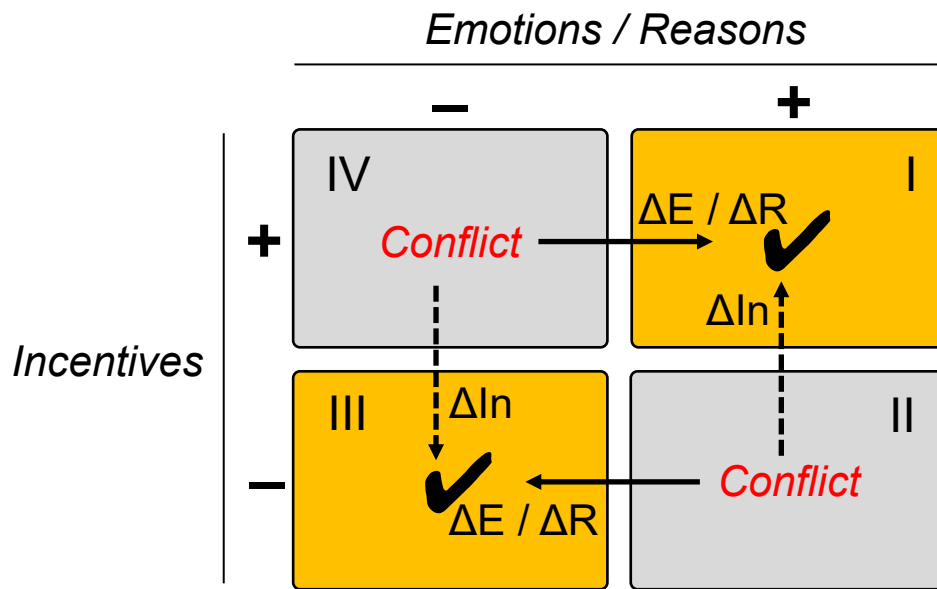 Emotions / Reasons
− +
IV
I
+
Conflict
ΔE / ΔR
✔
ΔIn
Incentives
III
ΔIn
II
−
✔
Conflict
ΔE / ΔR